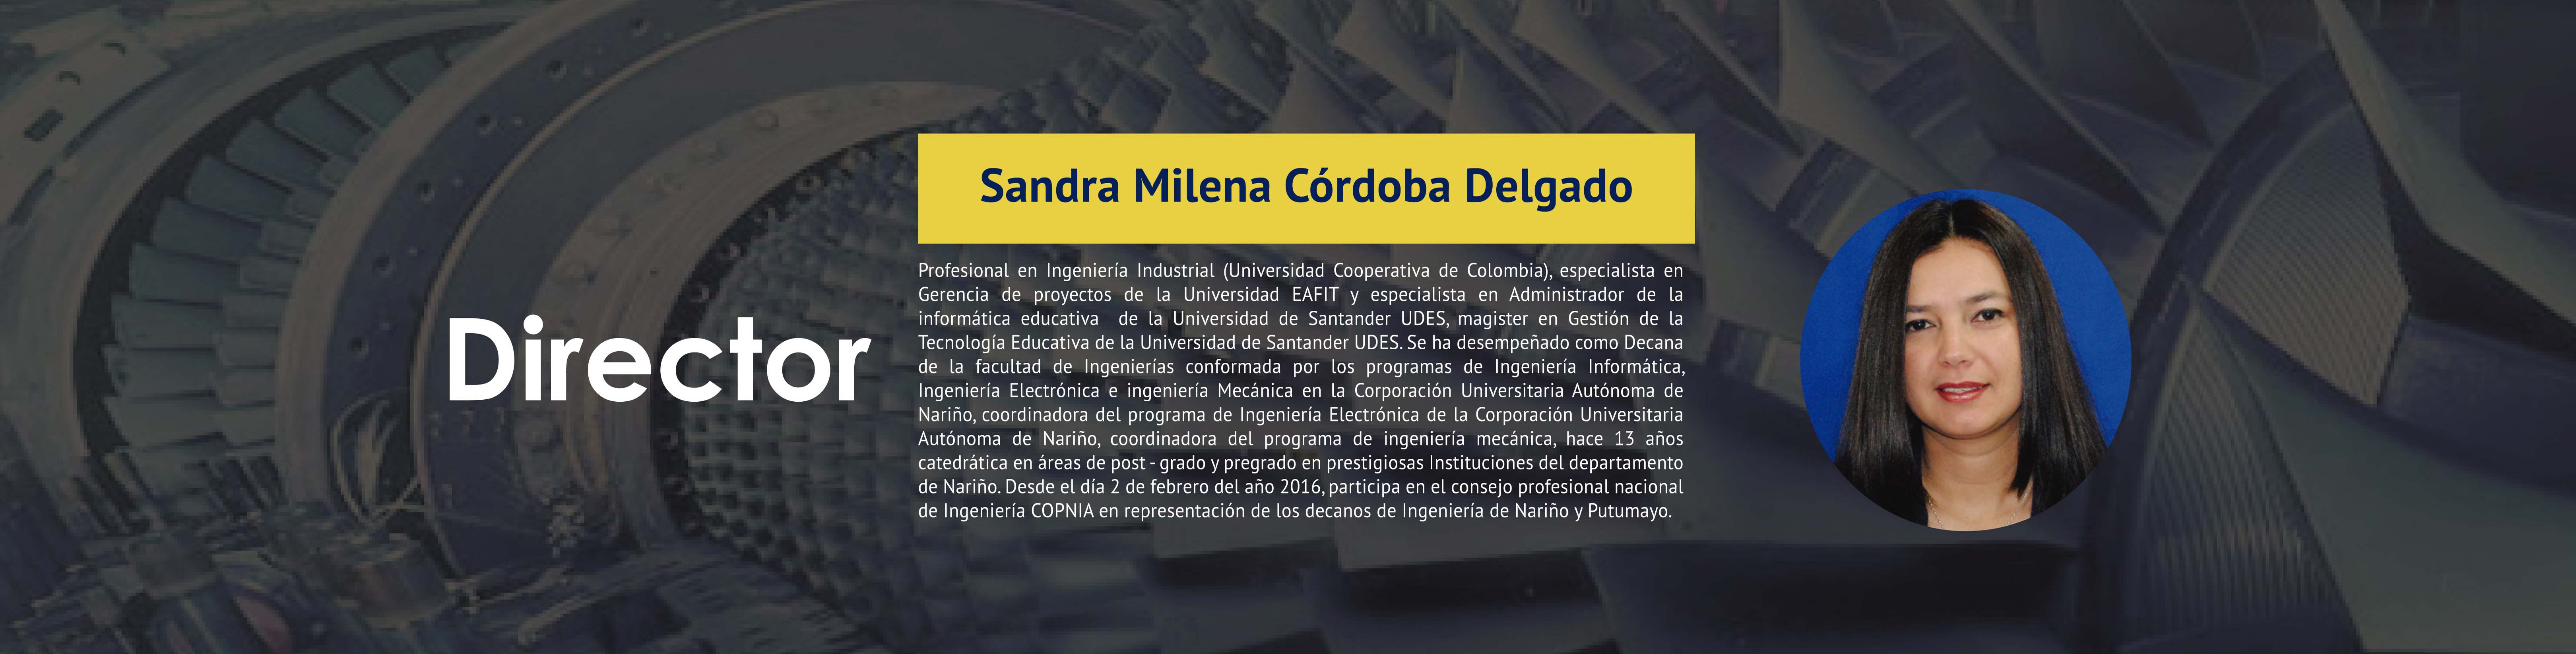 Director
Sandra Milena Córdoba Delgado
Profesional en Ingeniería Industrial (Universidad Cooperativa de Colombia), especialista en
Gerencia de proyectos de la Universidad EAFIT y especialista en Administrador de la
informática educativa de la Universidad de Santander UDES, magister en Gestión de la
Tecnología Educativa de la Universidad de Santander UDES. Se ha desempeñado como Decana
de la facultad de Ingenierías conformada por los programas de Ingeniería Informática,
Ingeniería Electrónica e ingeniería Mecánica en la Corporación Universitaria Autónoma de
Nariño, coordinadora del programa de Ingeniería Electrónica de la Corporación Universitaria
Autónoma de Nariño, coordinadora del programa de ingeniería mecánica, hace 13 años
catedrática en áreas de post - grado y pregrado en prestigiosas Instituciones del departamento
de Nariño. Desde el día 2 de febrero del año 2016, participa en el consejo profesional nacional
de Ingeniería COPNIA en representación de los decanos de Ingeniería de Nariño y Putumayo.